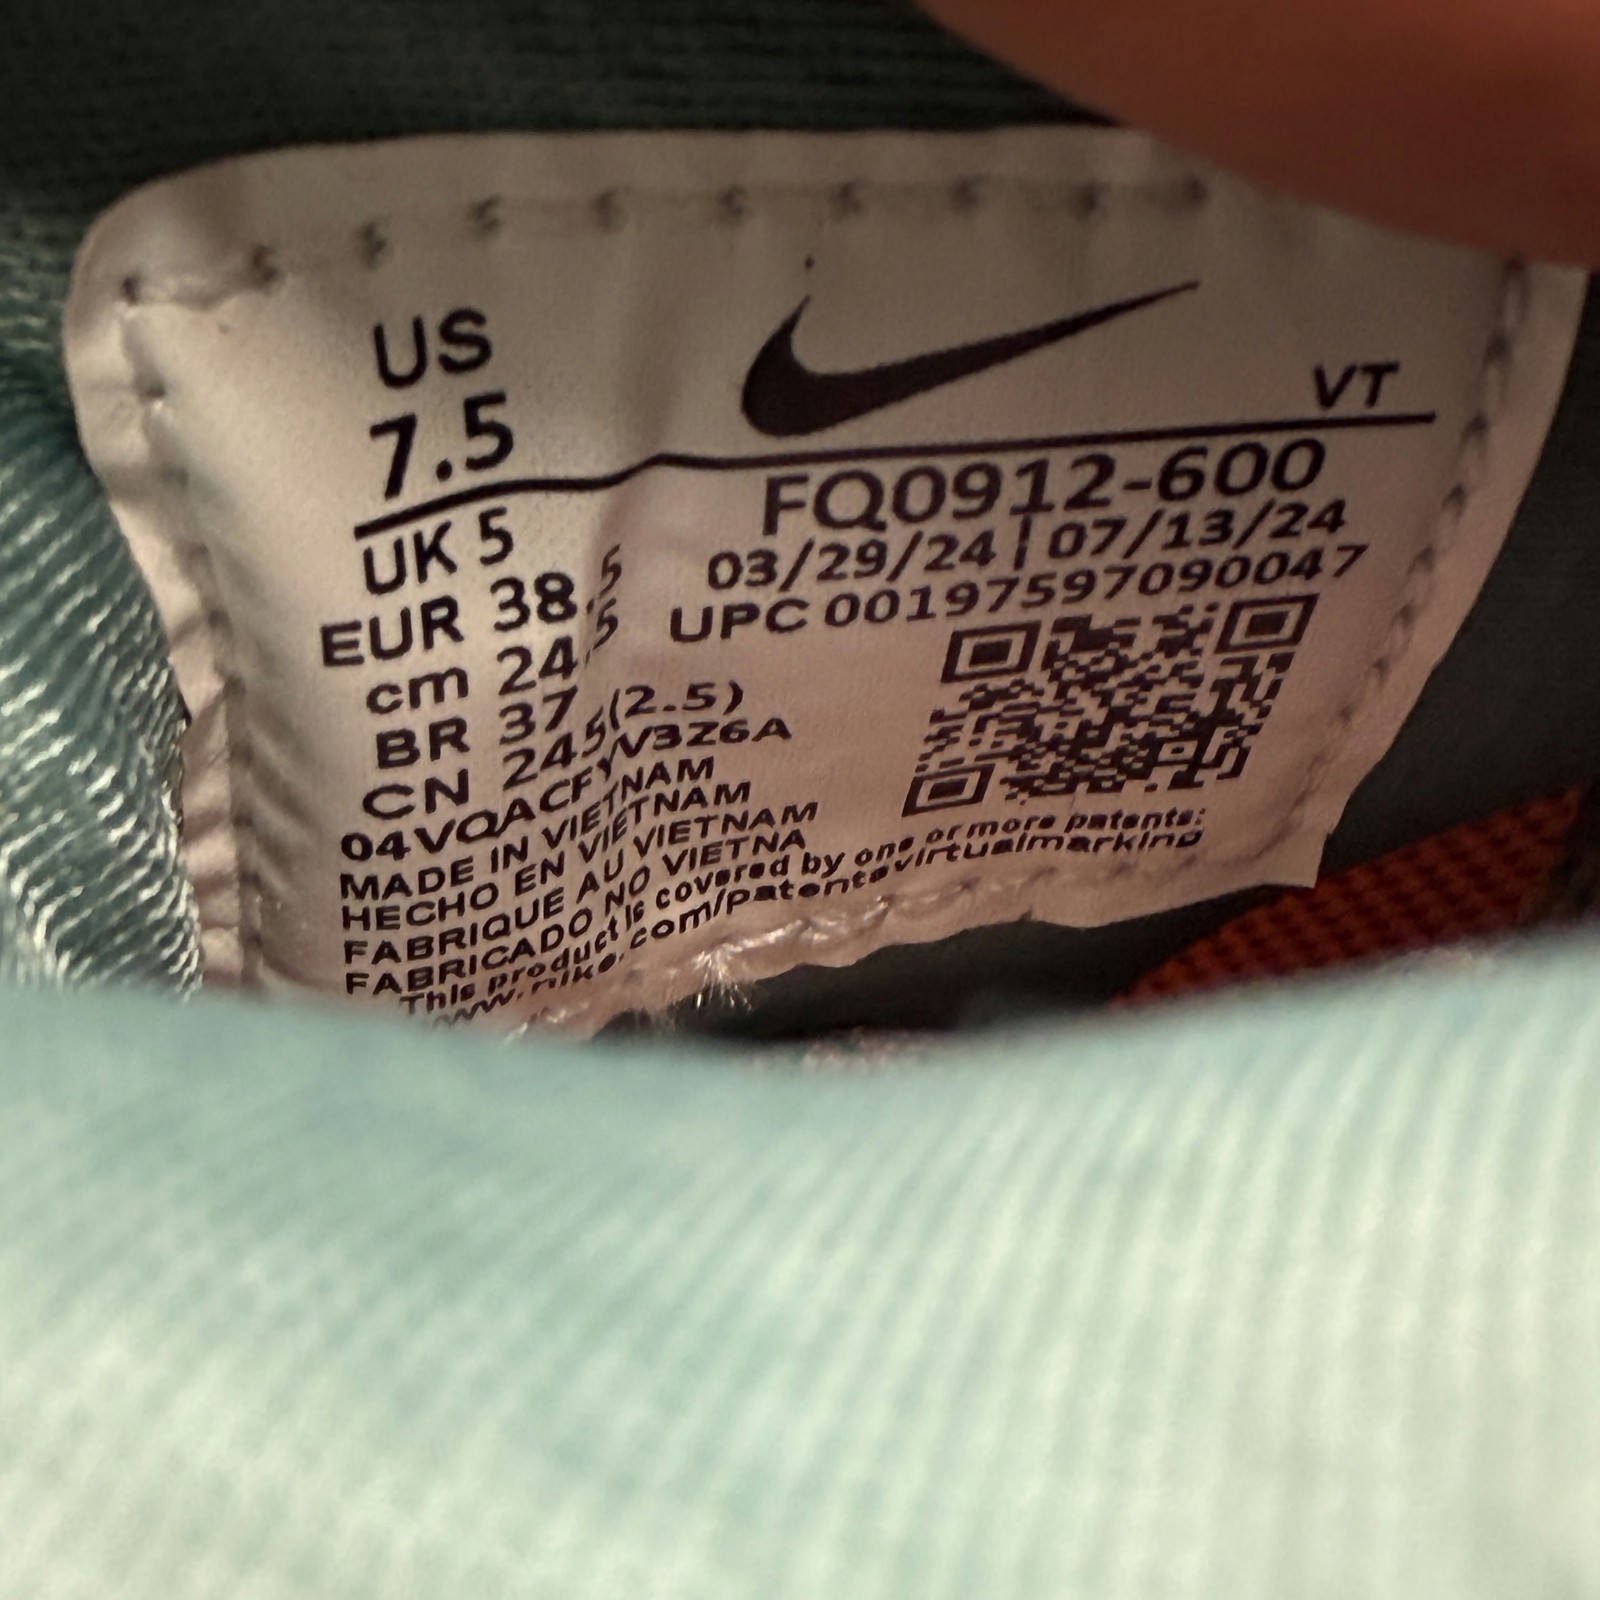 US
7.5
VT
UK 5
EUR 38.5
cm 24.5
BR 37
CN 245(2.5)
FQ0912-600
03/29/24 | 07/13/24
UPC 00197597090047
04VQACFYV3Z6A
MADE IN VIETNAM
HECHO EN VIETNAM
FABRIQUE AU VIETNAM
FABRICADO NO VIETNA
This product is covered by one or more patents:
www.nike.com/patentsvirtualmarking